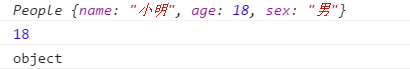 People {name: "小明", age: 18, sex: "男"}
18
object